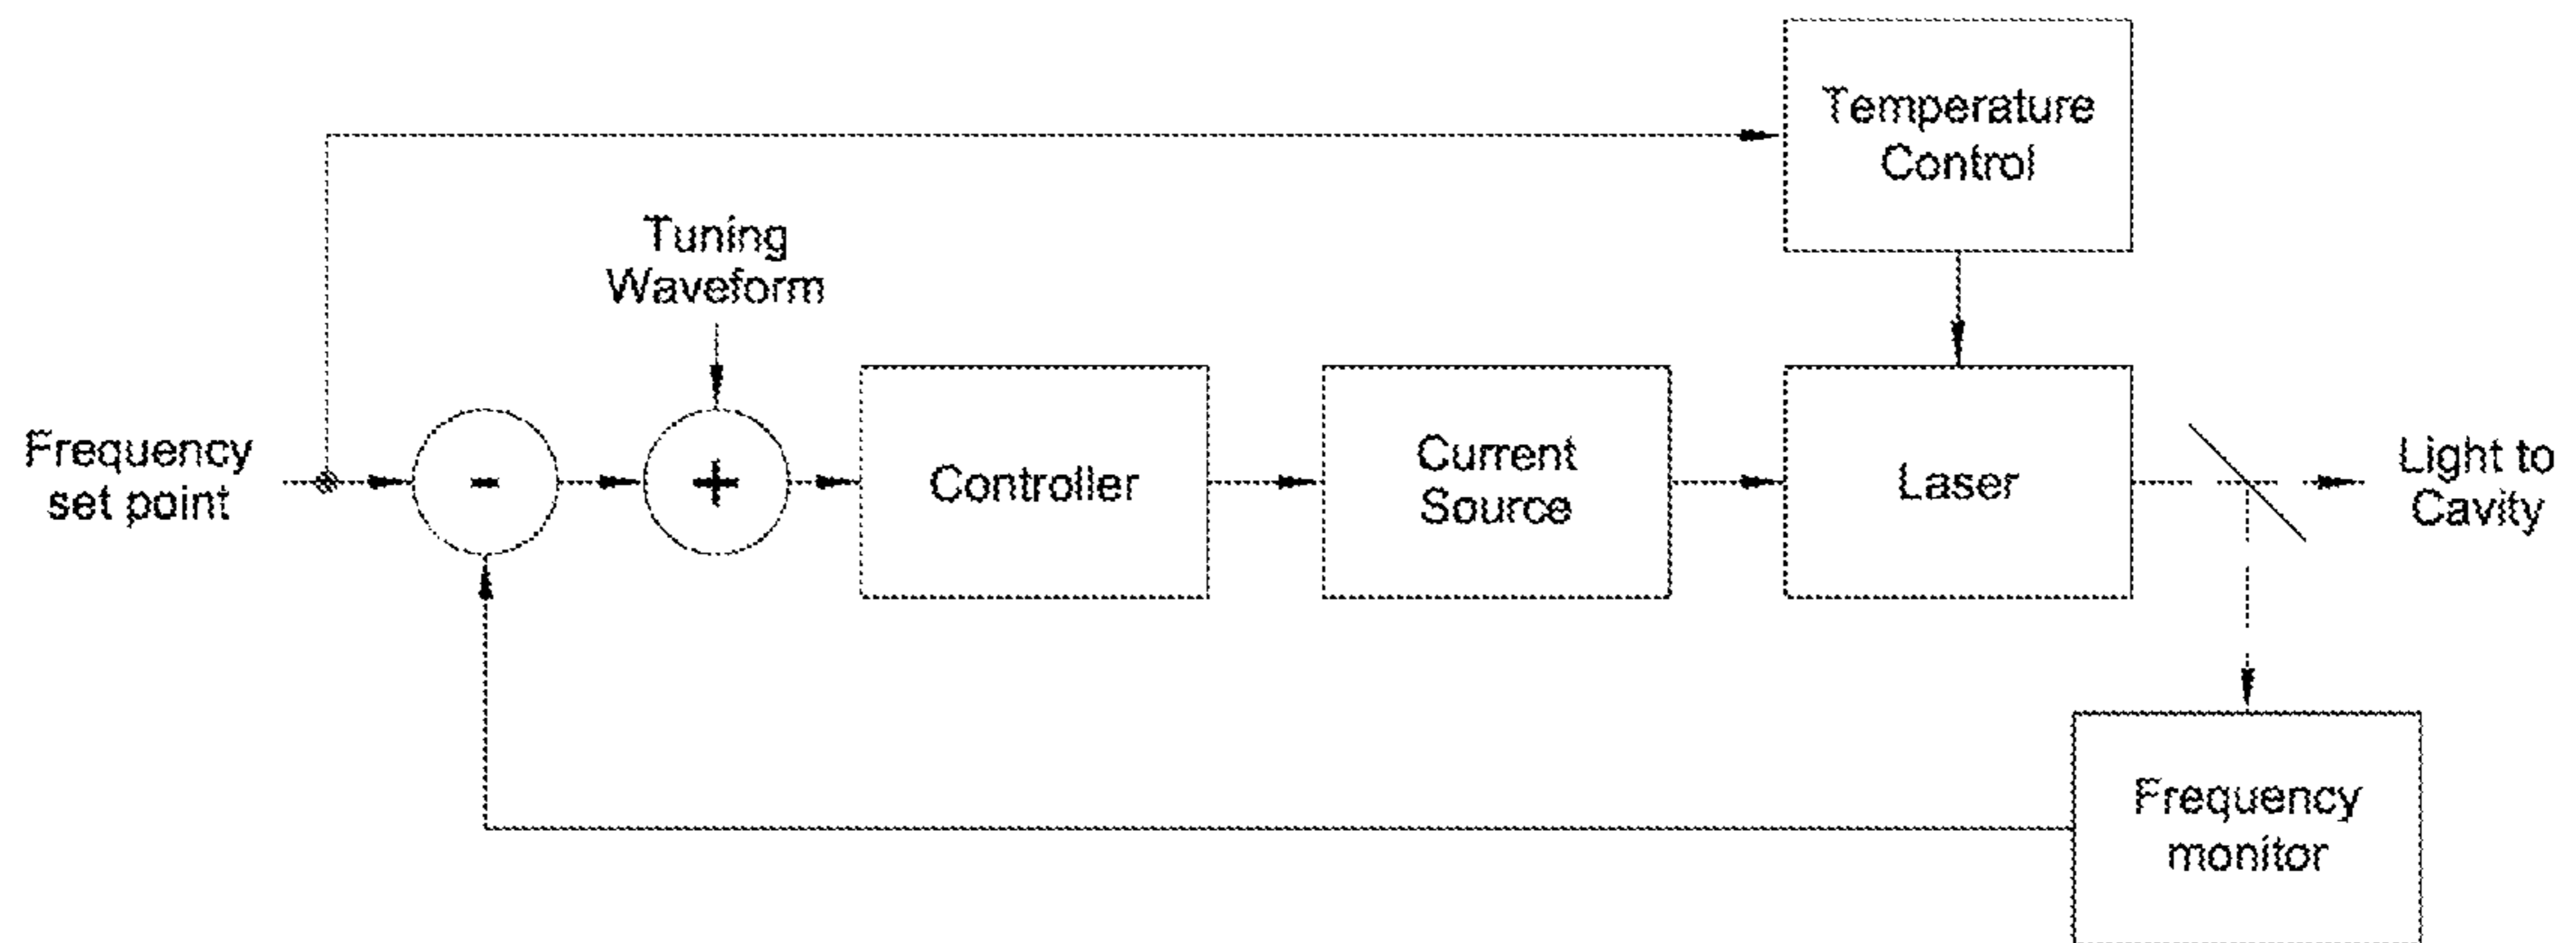 Temperature
Control
Tuning
Waveform
Frequency
set point
-
+
Controller
Current
Source
Laser
Light to
Cavity
Frequency
monitor